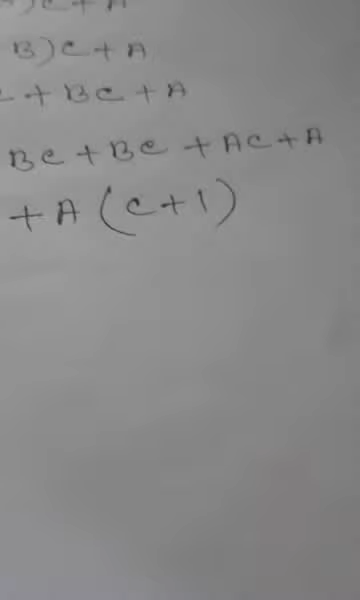 )C + A
B)C + A
C + BC + A
BC + BC + AC + A
+ A (C + 1)